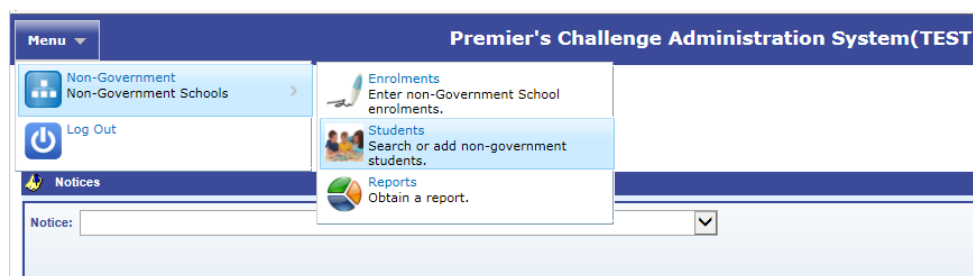 Menu
Premier's Challenge Administration System(TEST
Non-Government
Non-Government Schools
Log Out
Enrolments
Enter non-Government School
enrolments.
Students
Search or add non-government
students.
Reports
Obtain a report.
Notices
Notice: